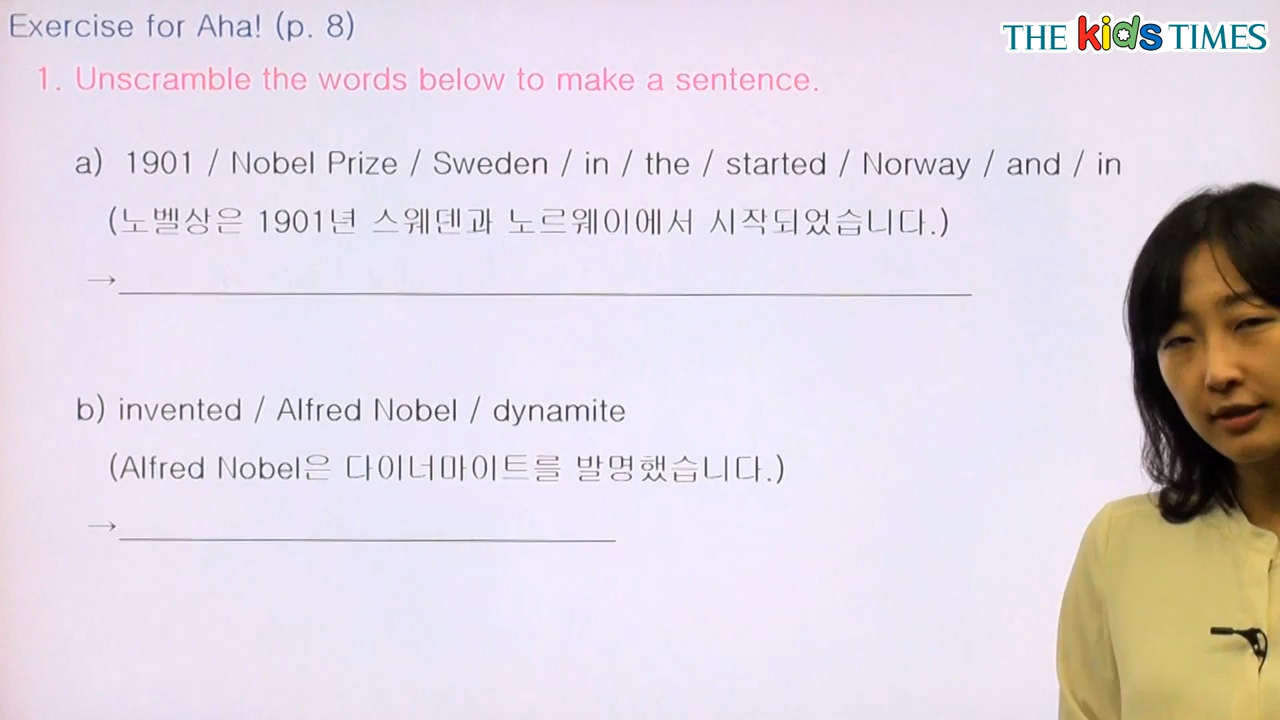 Exercise for Aha! (p. 8)
THE kids TIMES
1. Unscramble the words below to make a sentence.
a) 1901 / Nobel Prize / Sweden / in / the / started / Norway / and / in
(노벨상은 1901년 스웨덴과 노르웨이에서 시작되었습니다.)
→
b) invented / Alfred Nobel / dynamite
(Alfred Nobel은 다이너마이트를 발명했습니다.)
→